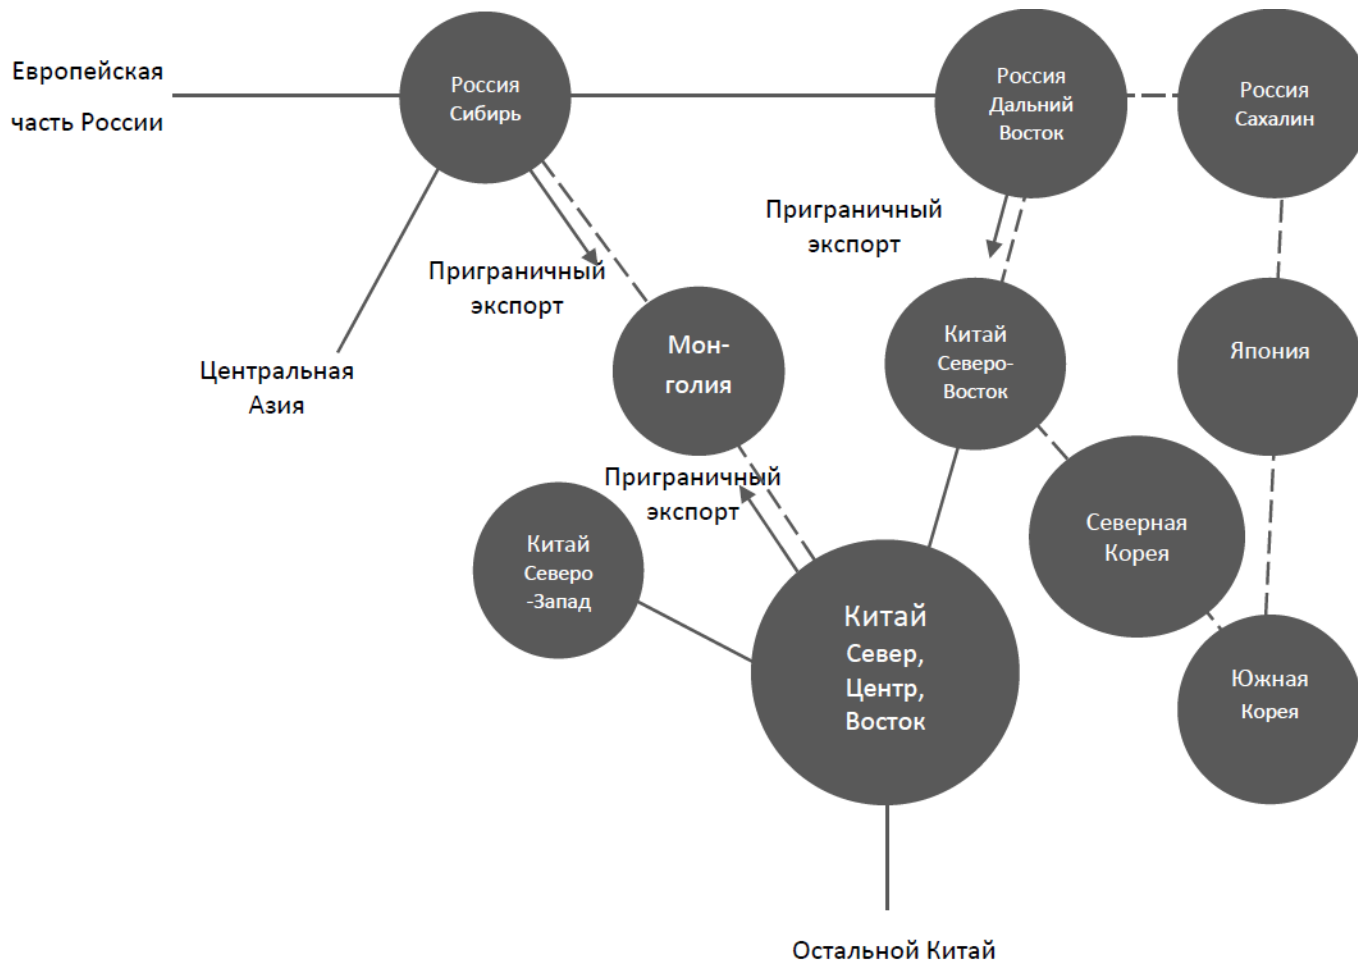 Европейская
часть России
Россия
Сибирь
Россия
Дальний
Восток
Россия
Сахалин
Приграничный
экспорт
Приграничный
экспорт
Центральная
Азия
Мон-
голия
Китай
Северо-
Восток
Япония
Приграничный
экспорт
Китай
Северо
-Запад
Северная
Корея
Китай
Север,
Центр,
Восток
Южная
Корея
Остальной Китай